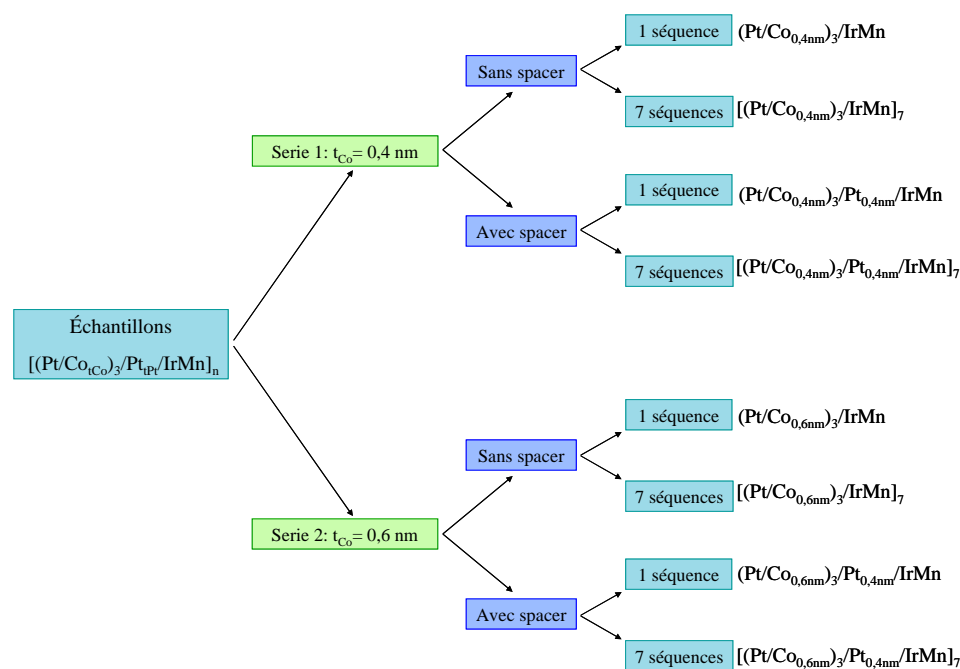 1 séquence (Pt/Co0,4nm)3/IrMn
Sans spacer
7 séquences [(Pt/Co0,4nm)3/IrMn]7
Serie 1: tCo= 0,4 nm
1 séquence (Pt/Co0,4nm)3/Pt0,4nm/IrMn
Avec spacer
7 séquences [(Pt/Co0,4nm)3/Pt0,4nm/IrMn]7
Échantillons
[(Pt/CotCo)3/PttPt/IrMn]n
1 séquence (Pt/Co0,6nm)3/IrMn
Sans spacer
7 séquences [(Pt/Co0,6nm)3/IrMn]7
Serie 2: tCo= 0,6 nm
1 séquence (Pt/Co0,6nm)3/Pt0,4nm/IrMn
Avec spacer
7 séquences [(Pt/Co0,6nm)3/Pt0,4nm/IrMn]7